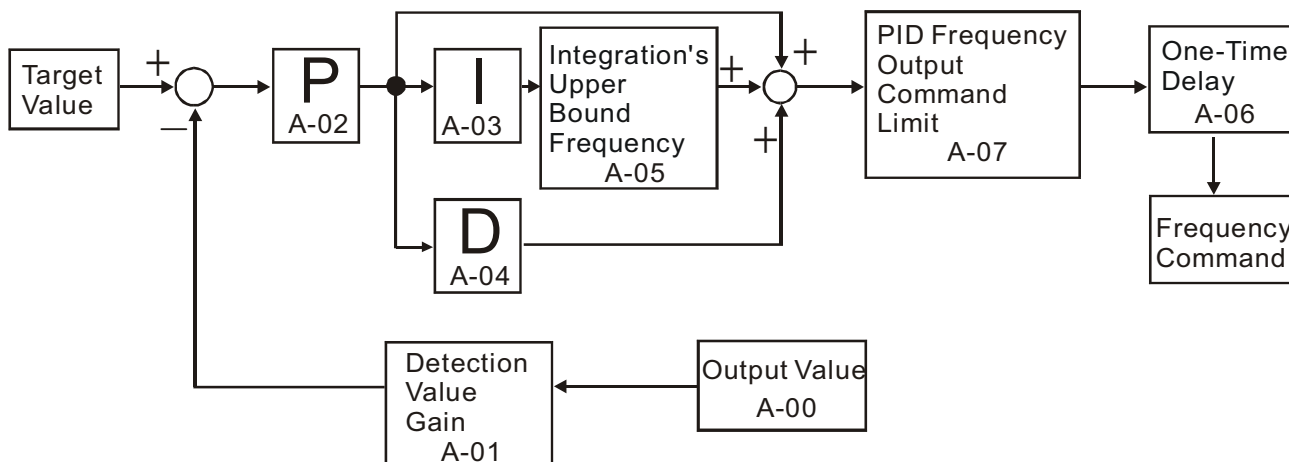 Target
Value
+
−
P
A-02
I
A-03
Integration's
Upper
Bound
Frequency
A-05
D
A-04
+
+
+
PID Frequency
Output
Command
Limit
A-07
One-Time
Delay
A-06
Frequency
Command
Detection
Value
Gain
A-01
Output Value
A-00